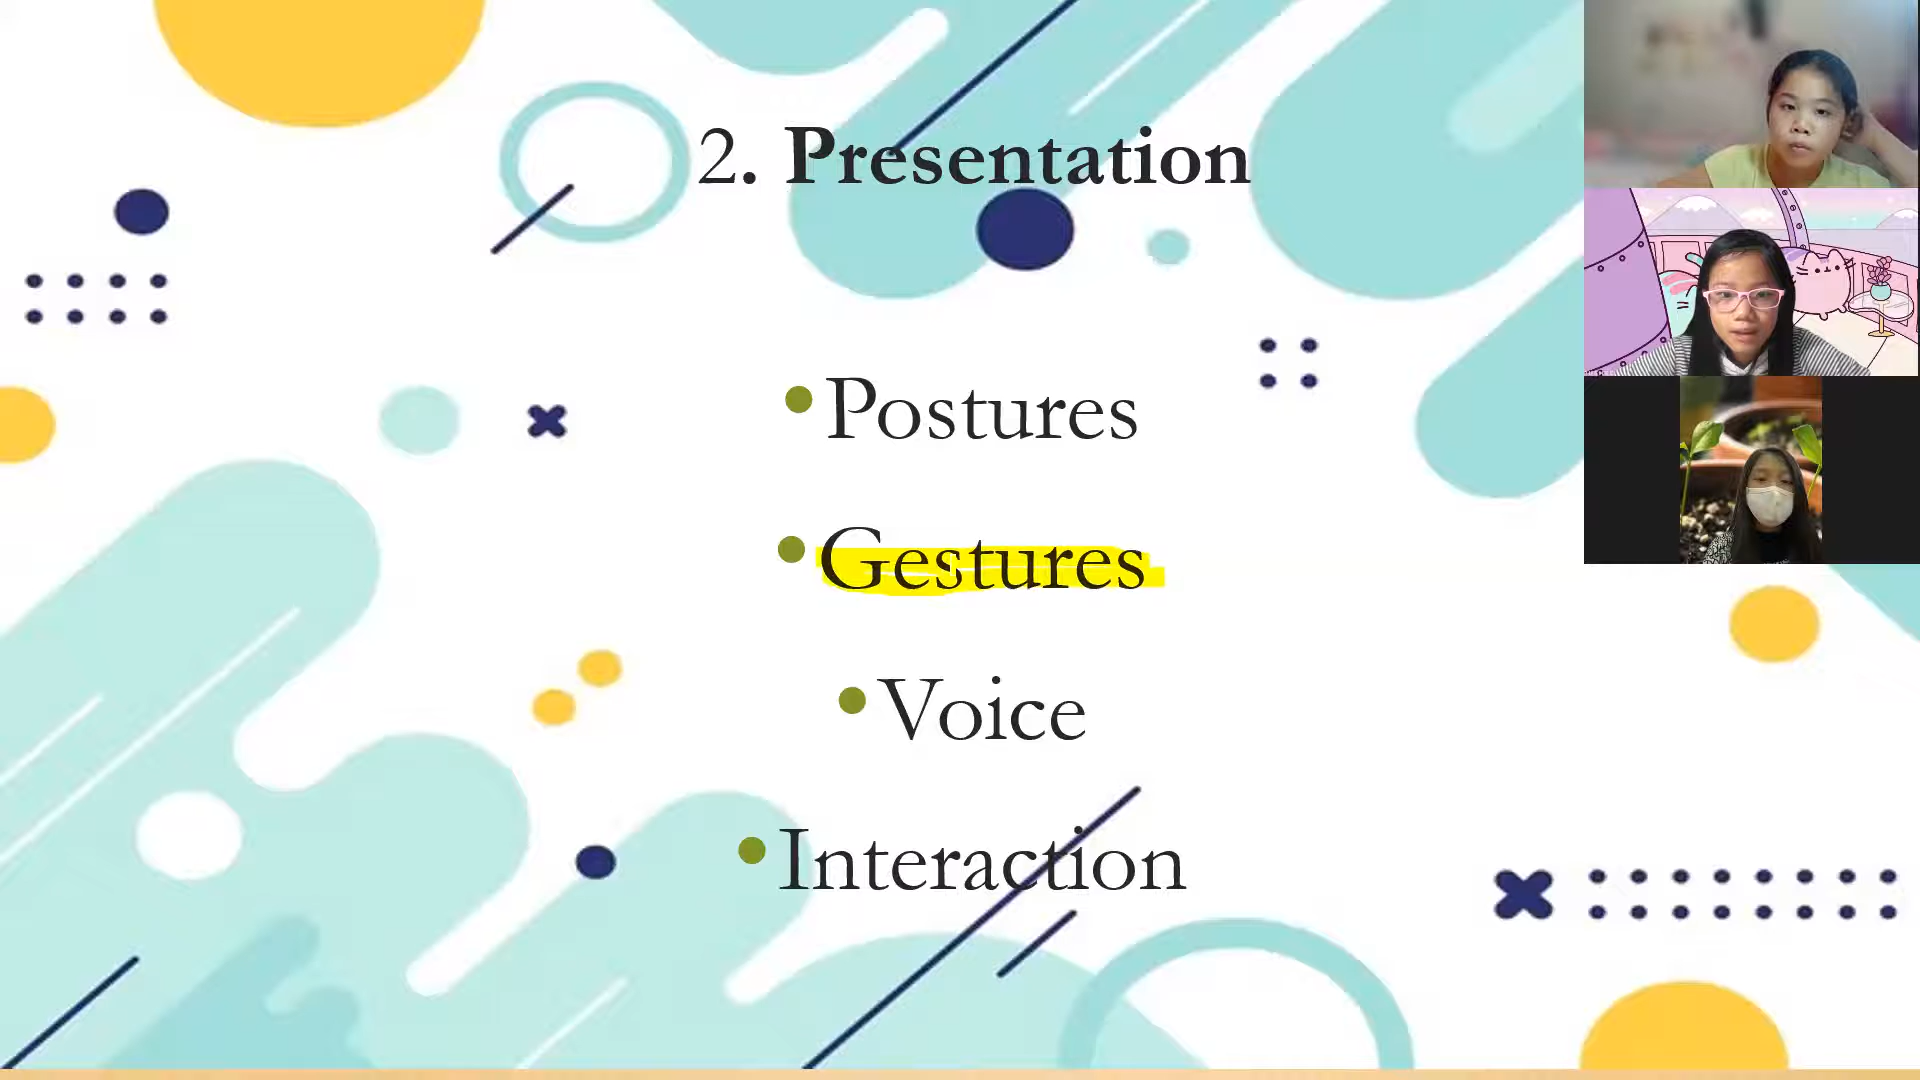 2. Presentation
• Postures
• Gestures
• Voice
• Interaction